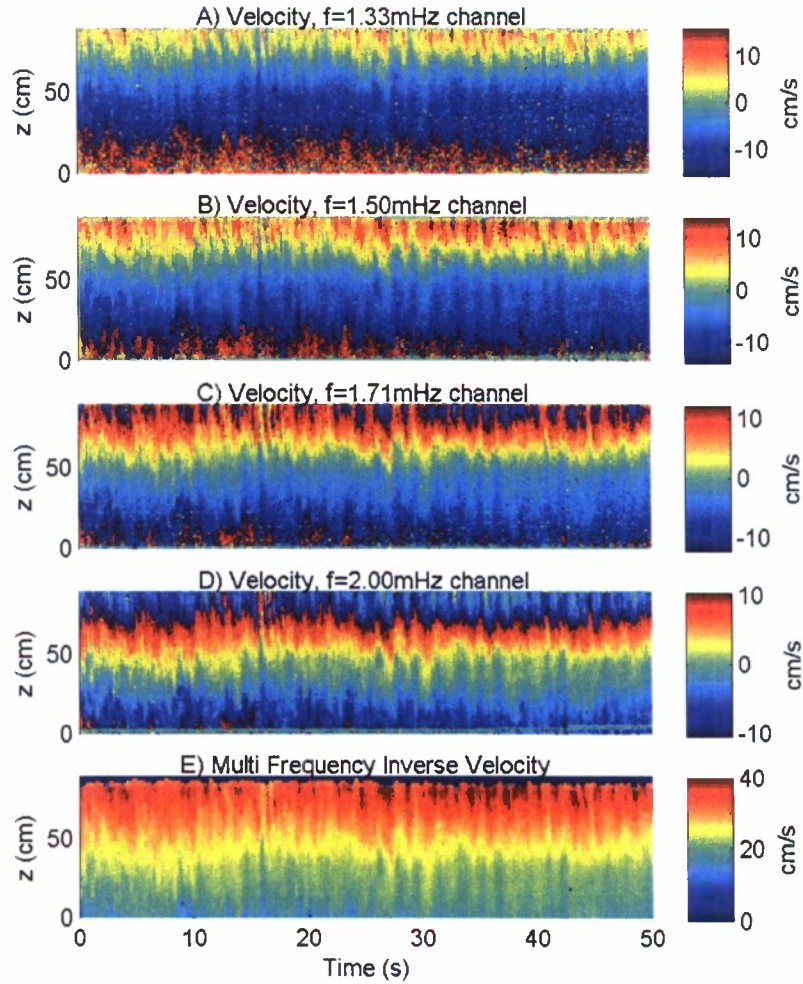 A) Velocity, f=1.33mHz channel
z (cm)
50
0
10
0
-10
cm/s
B) Velocity, f=1.50mHz channel
z (cm)
50
0
10
0
-10
cm/s
C) Velocity, f=1.71mHz channel
z (cm)
50
0
10
0
-10
cm/s
D) Velocity, f=2.00mHz channel
z (cm)
50
0
10
0
-10
cm/s
E) Multi Frequency Inverse Velocity
z (cm)
50
0
40
20
0
cm/s
0 10 20 30 40 50
Time (s)